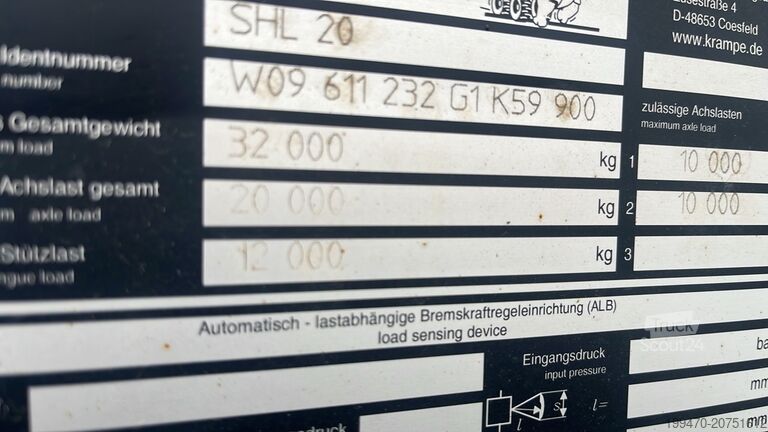 SHL 20
Identnummer
number
W09 611 232 G1 K59 900
Gesamtgewicht
load
32 000
kg
Achslast gesamt
axle load
20 000
kg
Stützlast
load
12 000
kg
D-48653 Coesfeld
www.krampe.de
zulässige Achslasten
maximum axle load
1 10 000
2 10 000
3
Automatisch - lastabhängige Bremskraftregeleinrichtung (ALB)
load sensing device
Eingangsdruck
input pressure
l
s
l=
mm
Truck
Scout24